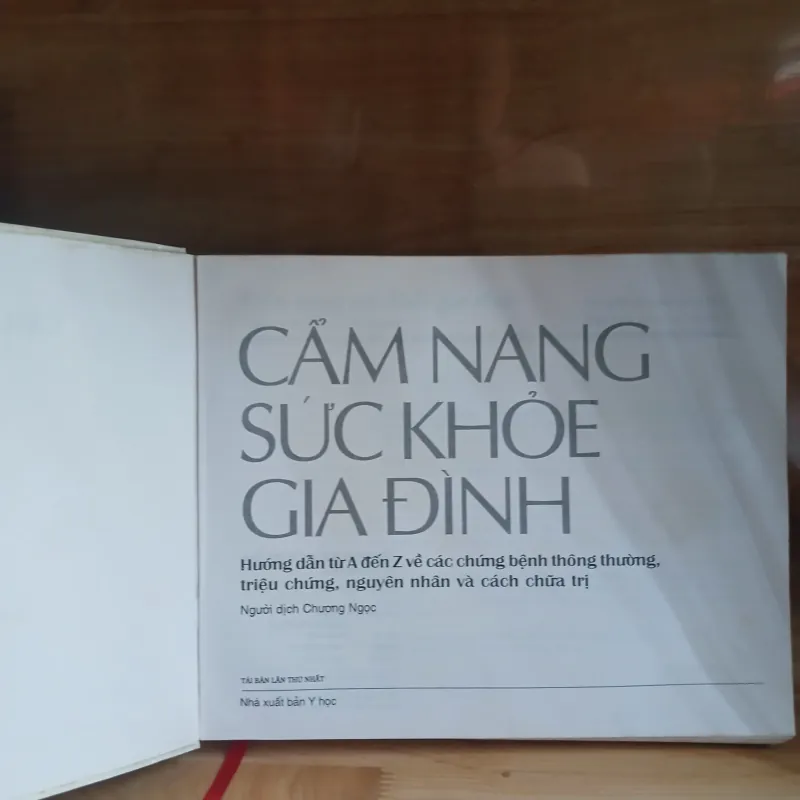 CẨM NANG
SỨC KHỎE
GIA ĐÌNH
Hướng dẫn từ A đến Z về các chứng bệnh thông thường,
triệu chứng, nguyên nhân và cách chữa trị
Người dịch Chương Ngọc
TÁI BẢN LẦN THỨ NHẤT
Nhà xuất bản Y học